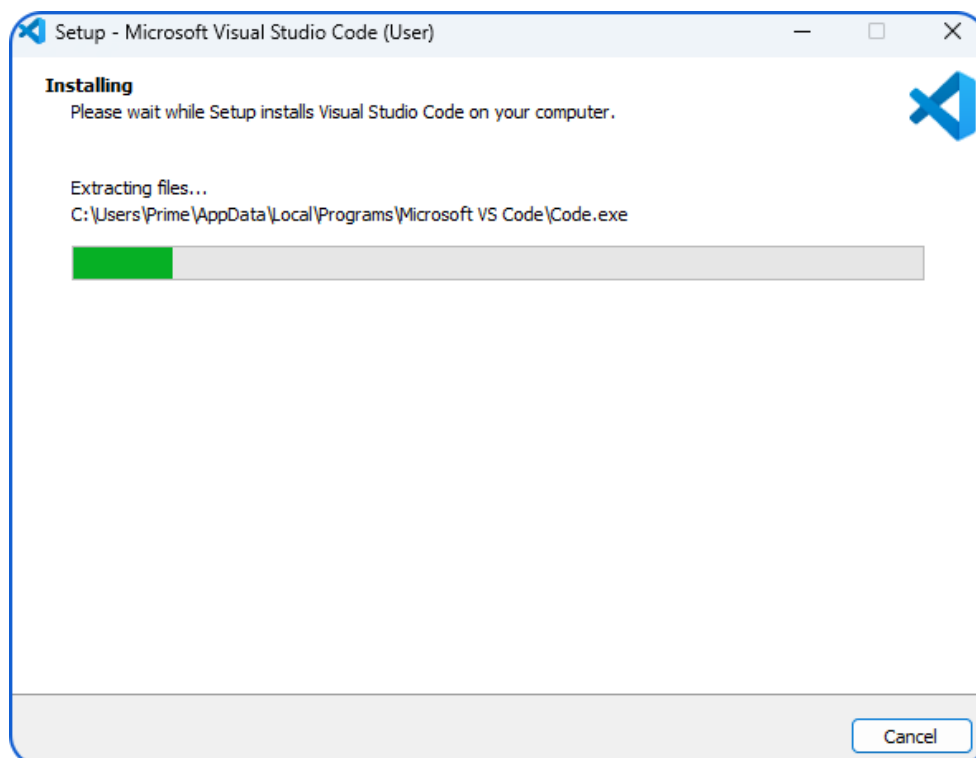 Setup - Microsoft Visual Studio Code (User)
Installing
Please wait while Setup installs Visual Studio Code on your computer.
Extracting files...
C:\Users\Prime\AppData\Local\Programs\Microsoft VS Code\Code.exe
Cancel